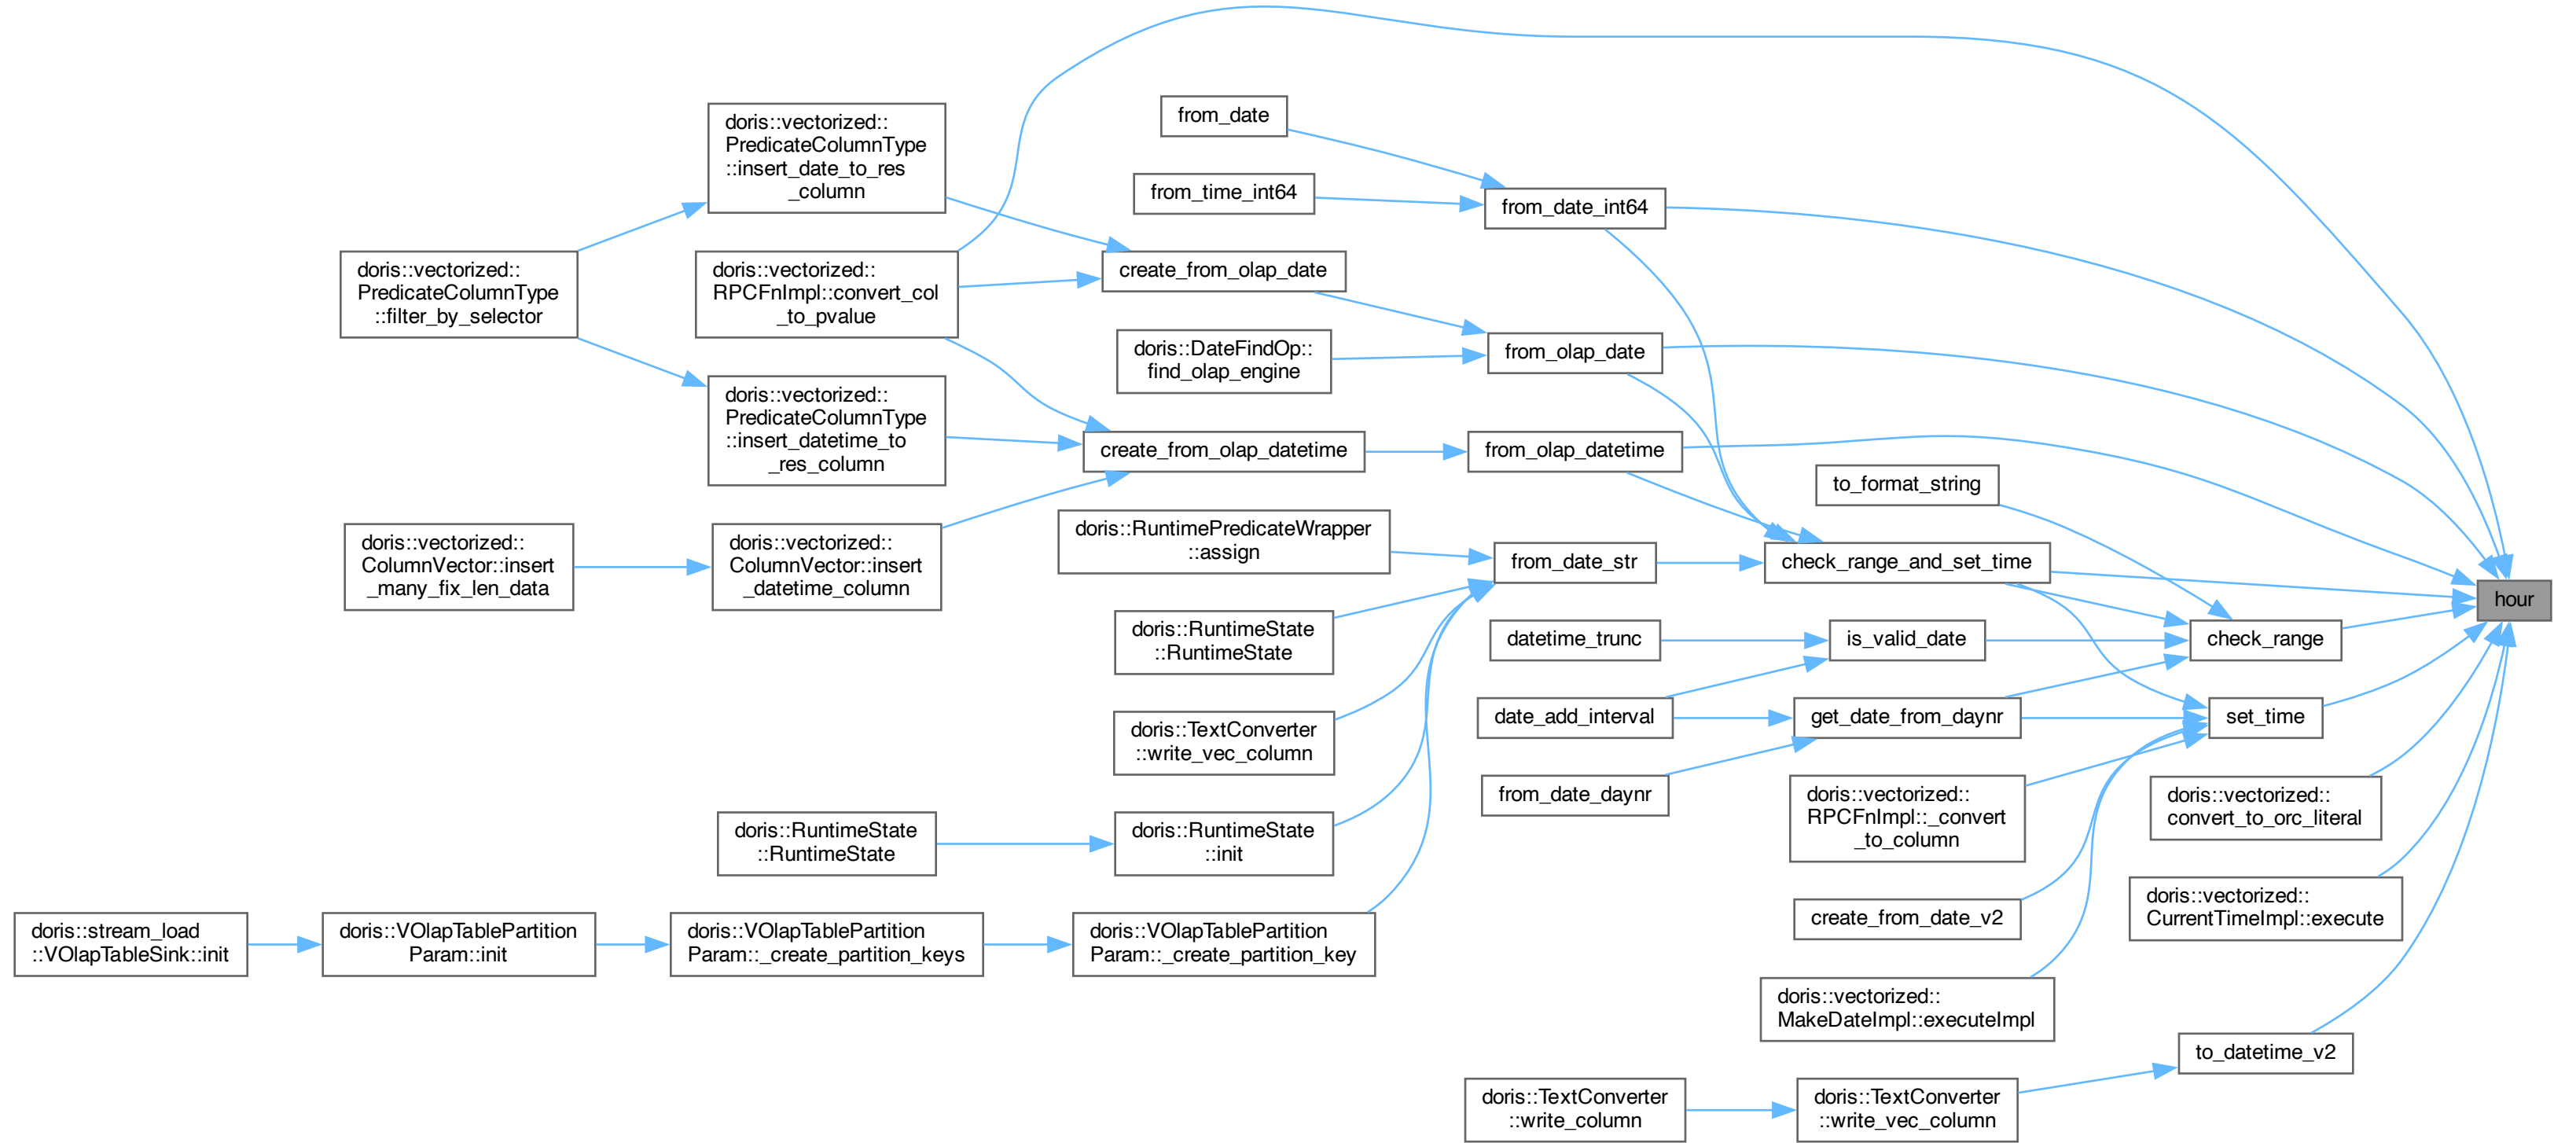 from_date
doris::vectorized::
PredicateColumnType
::insert_date_to_res
_column
from_time_int64
from_date_int64
doris::vectorized::
PredicateColumnType
::filter_by_selector
doris::vectorized::
RPCFnImpl::convert_col
_to_pvalue
create_from_olap_date
doris::DateFindOp::
find_olap_engine
from_olap_date
doris::vectorized::
PredicateColumnType
::insert_datetime_to
_res_column
create_from_olap_datetime
from_olap_datetime
to_format_string
doris::vectorized::
ColumnVector::insert
_many_fix_len_data
doris::vectorized::
ColumnVector::insert
_datetime_column
doris::RuntimePredicateWrapper
::assign
from_date_str
check_range_and_set_time
hour
doris::RuntimeState
::RuntimeState
datetime_trunc
is_valid_date
check_range
doris::TextConverter
::write_vec_column
date_add_interval
get_date_from_daynr
set_time
from_date_daynr
doris::vectorized::
RPCFnImpl::_convert
_to_column
doris::vectorized::
convert_to_orc_literal
doris::RuntimeState
::RuntimeState
doris::RuntimeState
::init
doris::stream_load
::VOlapTableSink::init
doris::VOlapTablePartition
Param::init
doris::VOlapTablePartition
Param::_create_partition_keys
doris::VOlapTablePartition
Param::_create_partition_key
create_from_date_v2
doris::vectorized::
CurrentTimeImpl::execute
doris::vectorized::
MakeDateImpl::executeImpl
to_datetime_v2
doris::TextConverter
::write_column
doris::TextConverter
::write_vec_column